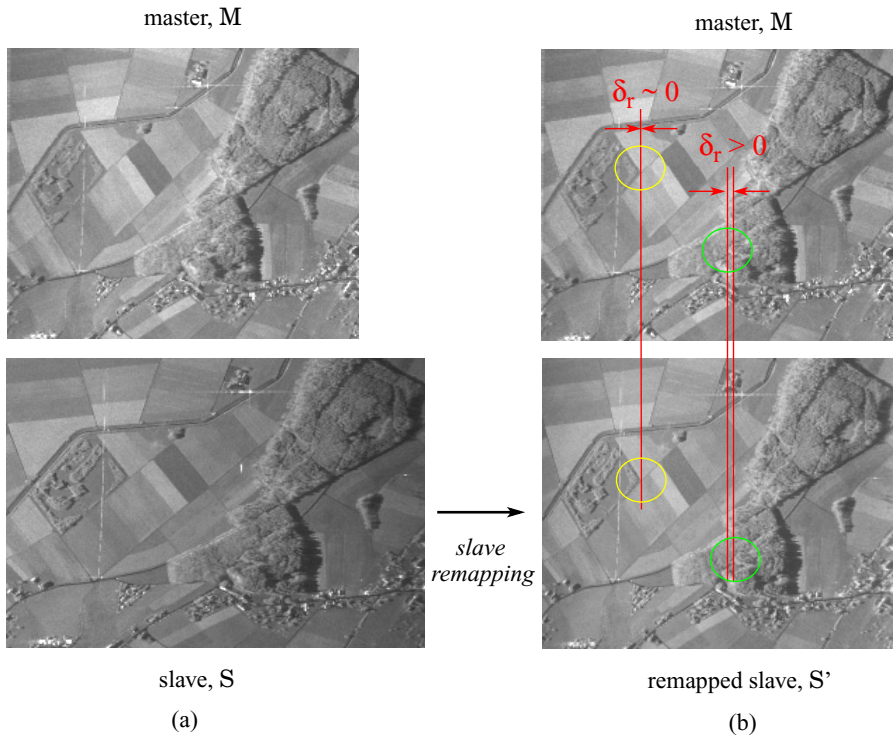 master, M
master, M
δr ~ 0
δr > 0
slave
remapping
slave, S
remapped slave, S’
(a)
(b)